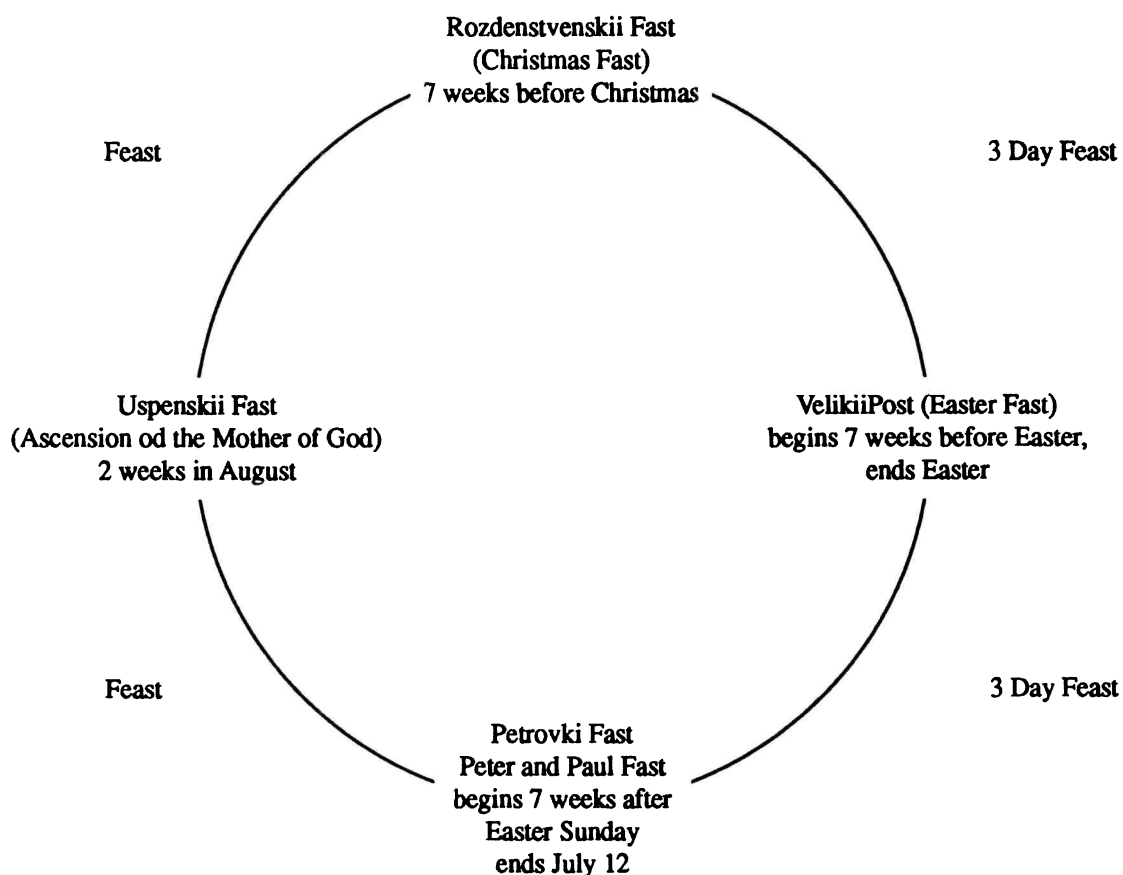 Rozdenstvenskii Fast
(Christmas Fast)
7 weeks before Christmas
Feast
3 Day Feast
Uspenskii Fast
(Ascension od the Mother of God)
2 weeks in August
VelikiiPost (Easter Fast)
begins 7 weeks before Easter,
ends Easter
Feast
3 Day Feast
Petrovki Fast
Peter and Paul Fast
begins 7 weeks after
Easter Sunday
ends July 12